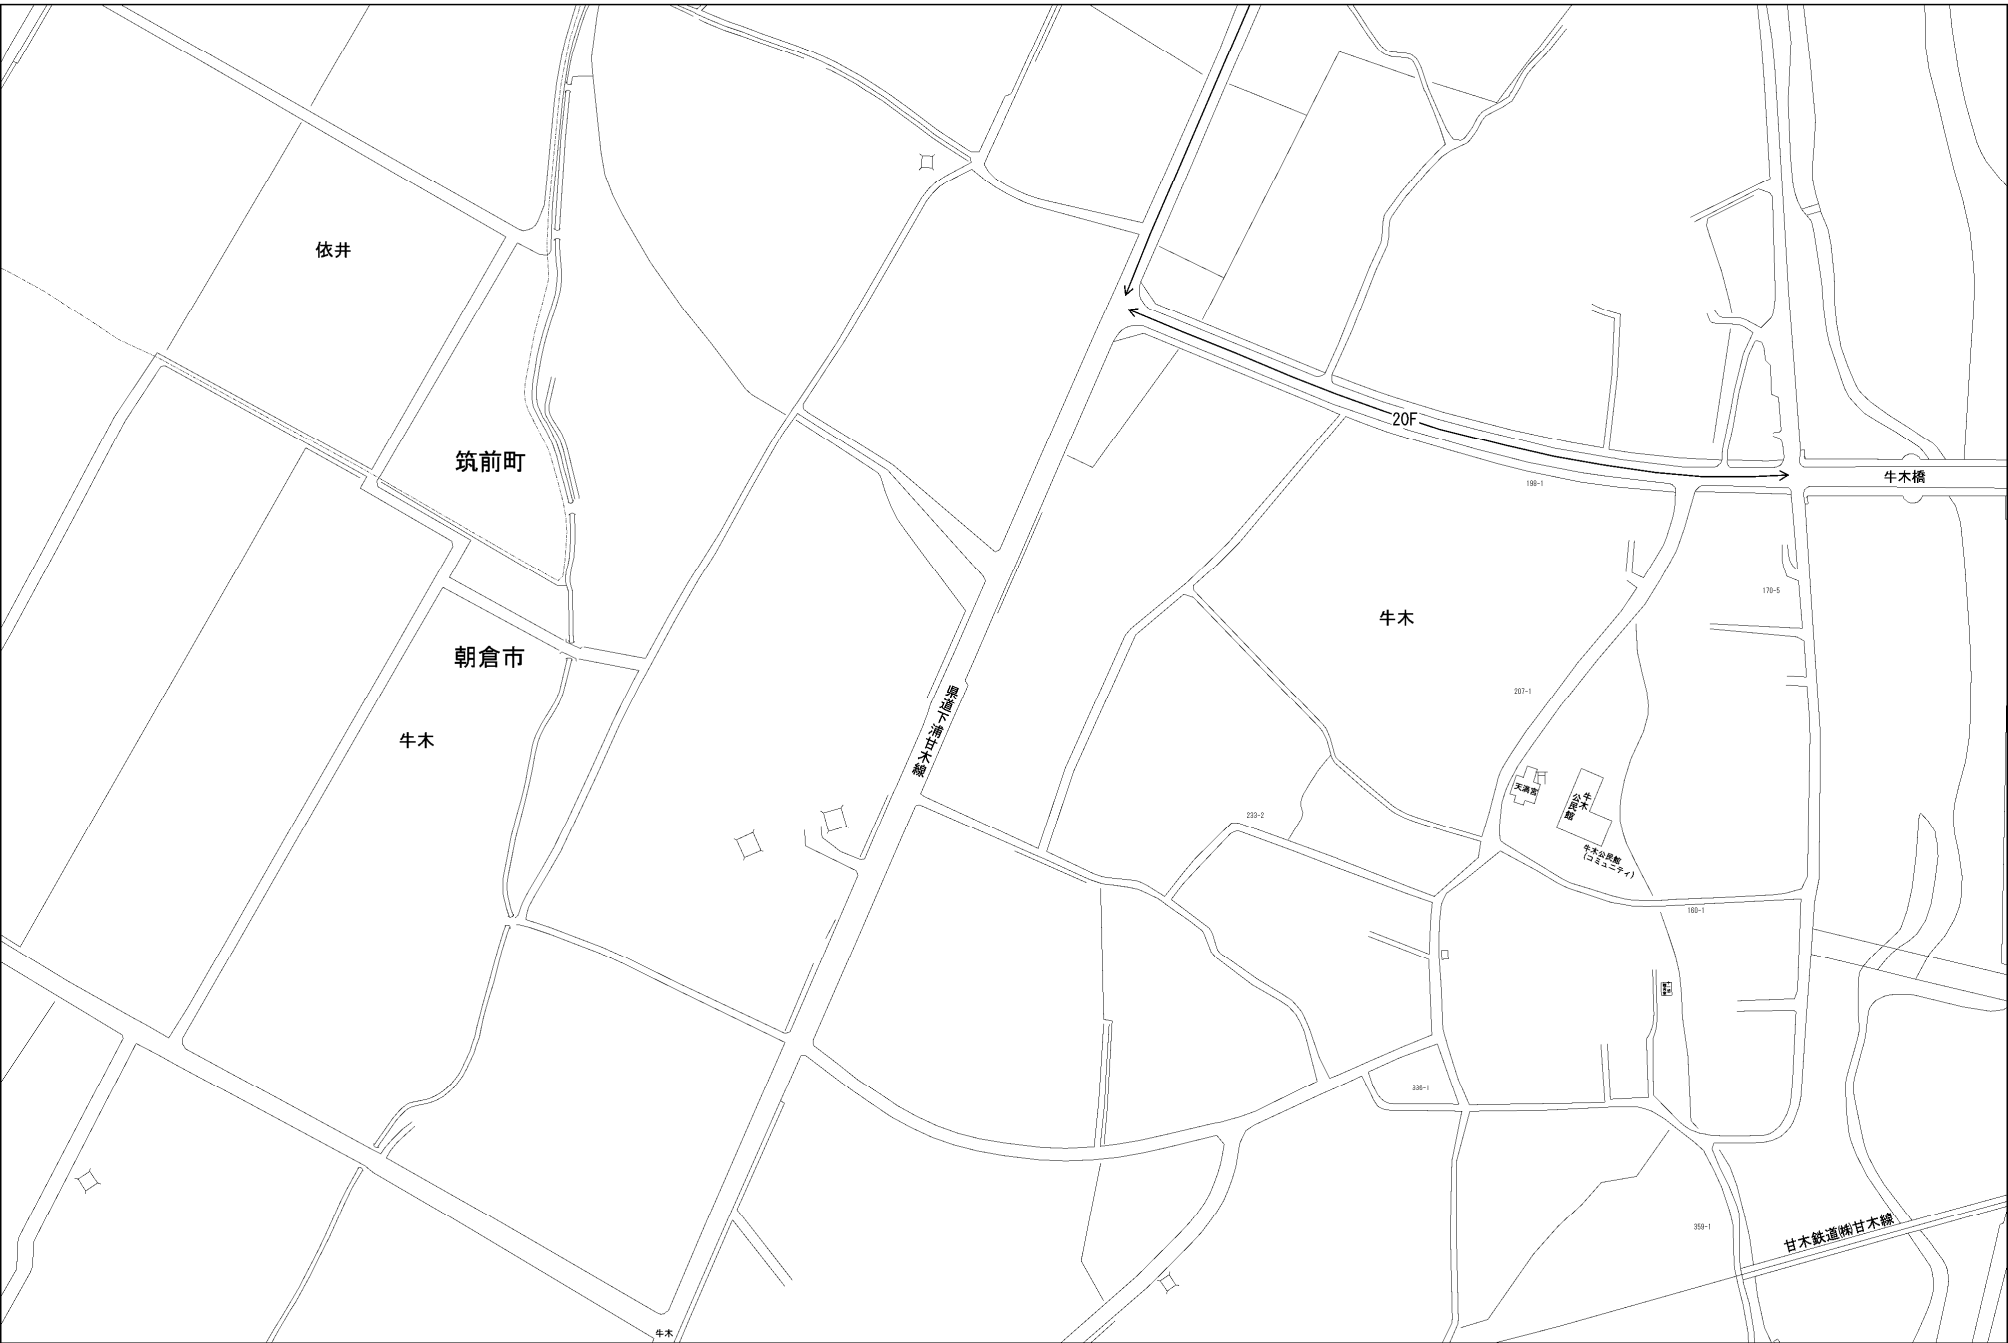 依井
20F
筑前町
牛木橋
198-1
170-5
牛木
朝倉市
207-1
県道下浦甘木線
牛木
天満宮
牛木
公民館
233-2
牛木公民館
(コミュニティ)
160-1
336-1
359-1
甘木鉄道㈱甘木線
牛木